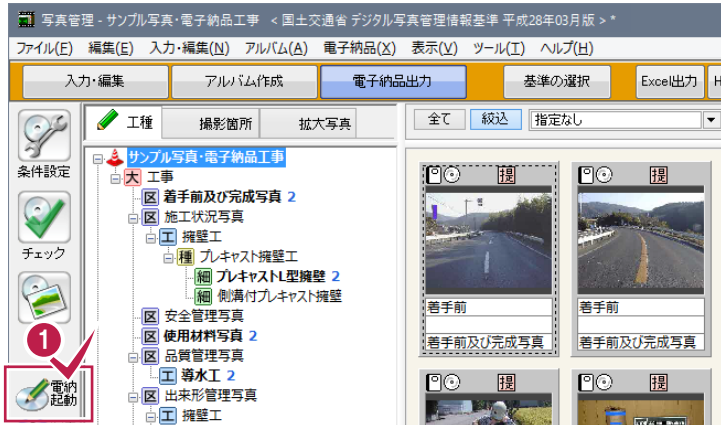 写真管理 - サンプル写真・電子納品工事 < 国土交通省 デジタル写真管理情報基準 平成28年03月版 > *
ファイル(F) 編集(E) 入力・編集(N) アルバム(A) 電子納品(X) 表示(V) ツール(T) ヘルプ(H)
入力・編集 アルバム作成 電子納品出力 基準の選択 Excel出力 H
工種 撮影箇所 拡大写真 全て 絞込 指定なし
条件設定
チェック
1
電納
起動
サンプル写真・電子納品工事
大 工事
区 着手前及び完成写真 2
区 施工状況写真
工 擁壁工
種 プレキャスト擁壁工
細 プレキャストL型擁壁 2
細 側溝付プレキャスト擁壁
区 安全管理写真
区 使用材料写真 2
区 品質管理写真
工 導水工 2
区 出来形管理写真
工 擁壁工
提
着手前
着手前及び完成写真
提
着手前
着手前及び完成写真
提
提